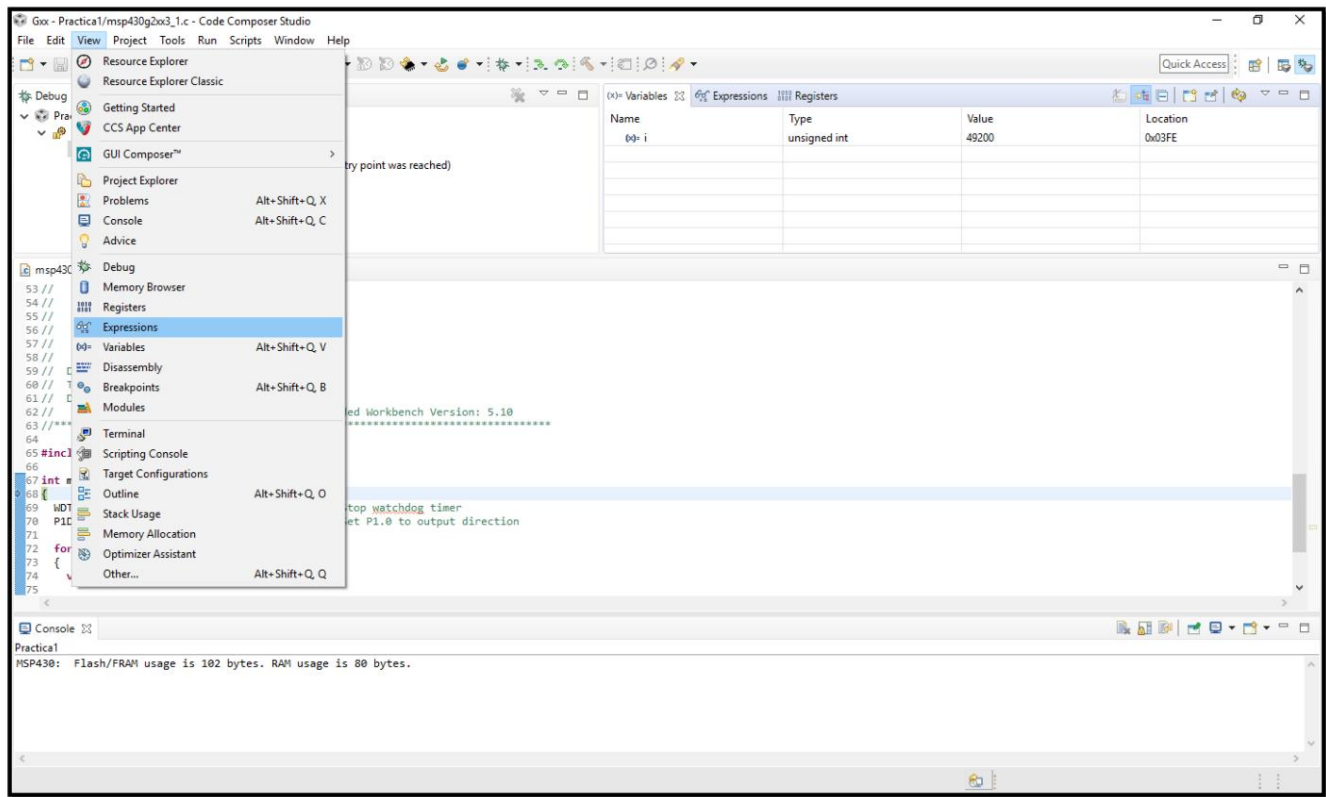 Gxx - Practica1/msp430g2xx3_1.c - Code Composer Studio
File Edit View Project Tools Run Scripts Window Help
Quick Access
Resource Explorer
Resource Explorer Classic
Getting Started
CCS App Center
GUI Composer™
Project Explorer
Problems Alt+Shift+Q, X
Console Alt+Shift+Q, C
Advice
Debug
Memory Browser
Registers
Expressions
Variables Alt+Shift+Q, V
Disassembly
Breakpoints Alt+Shift+Q, B
Modules
Terminal
Scripting Console
Target Configurations
Outline Alt+Shift+Q, O
Stack Usage
Memory Allocation
Optimizer Assistant
Other... Alt+Shift+Q, Q
Debug
Pra
try point was reached)
(x)= Variables Expressions Registers
Name Type Value Location
(x)= i unsigned int 49200 0x03FE
msp430
53 //
54 //
55 //
56 //
57 //
58 //
59 // D
60 // T
61 // D
62 // ed Workbench Version: 5.10
63 //*** *********************************
64
65 #incl
66
67 int m
68 {
69 WDT top watchdog timer
70 P1D et P1.0 to output direction
71
72 for
73 {
74 v
75
Console
Practica1
MSP430: Flash/FRAM usage is 102 bytes. RAM usage is 80 bytes.